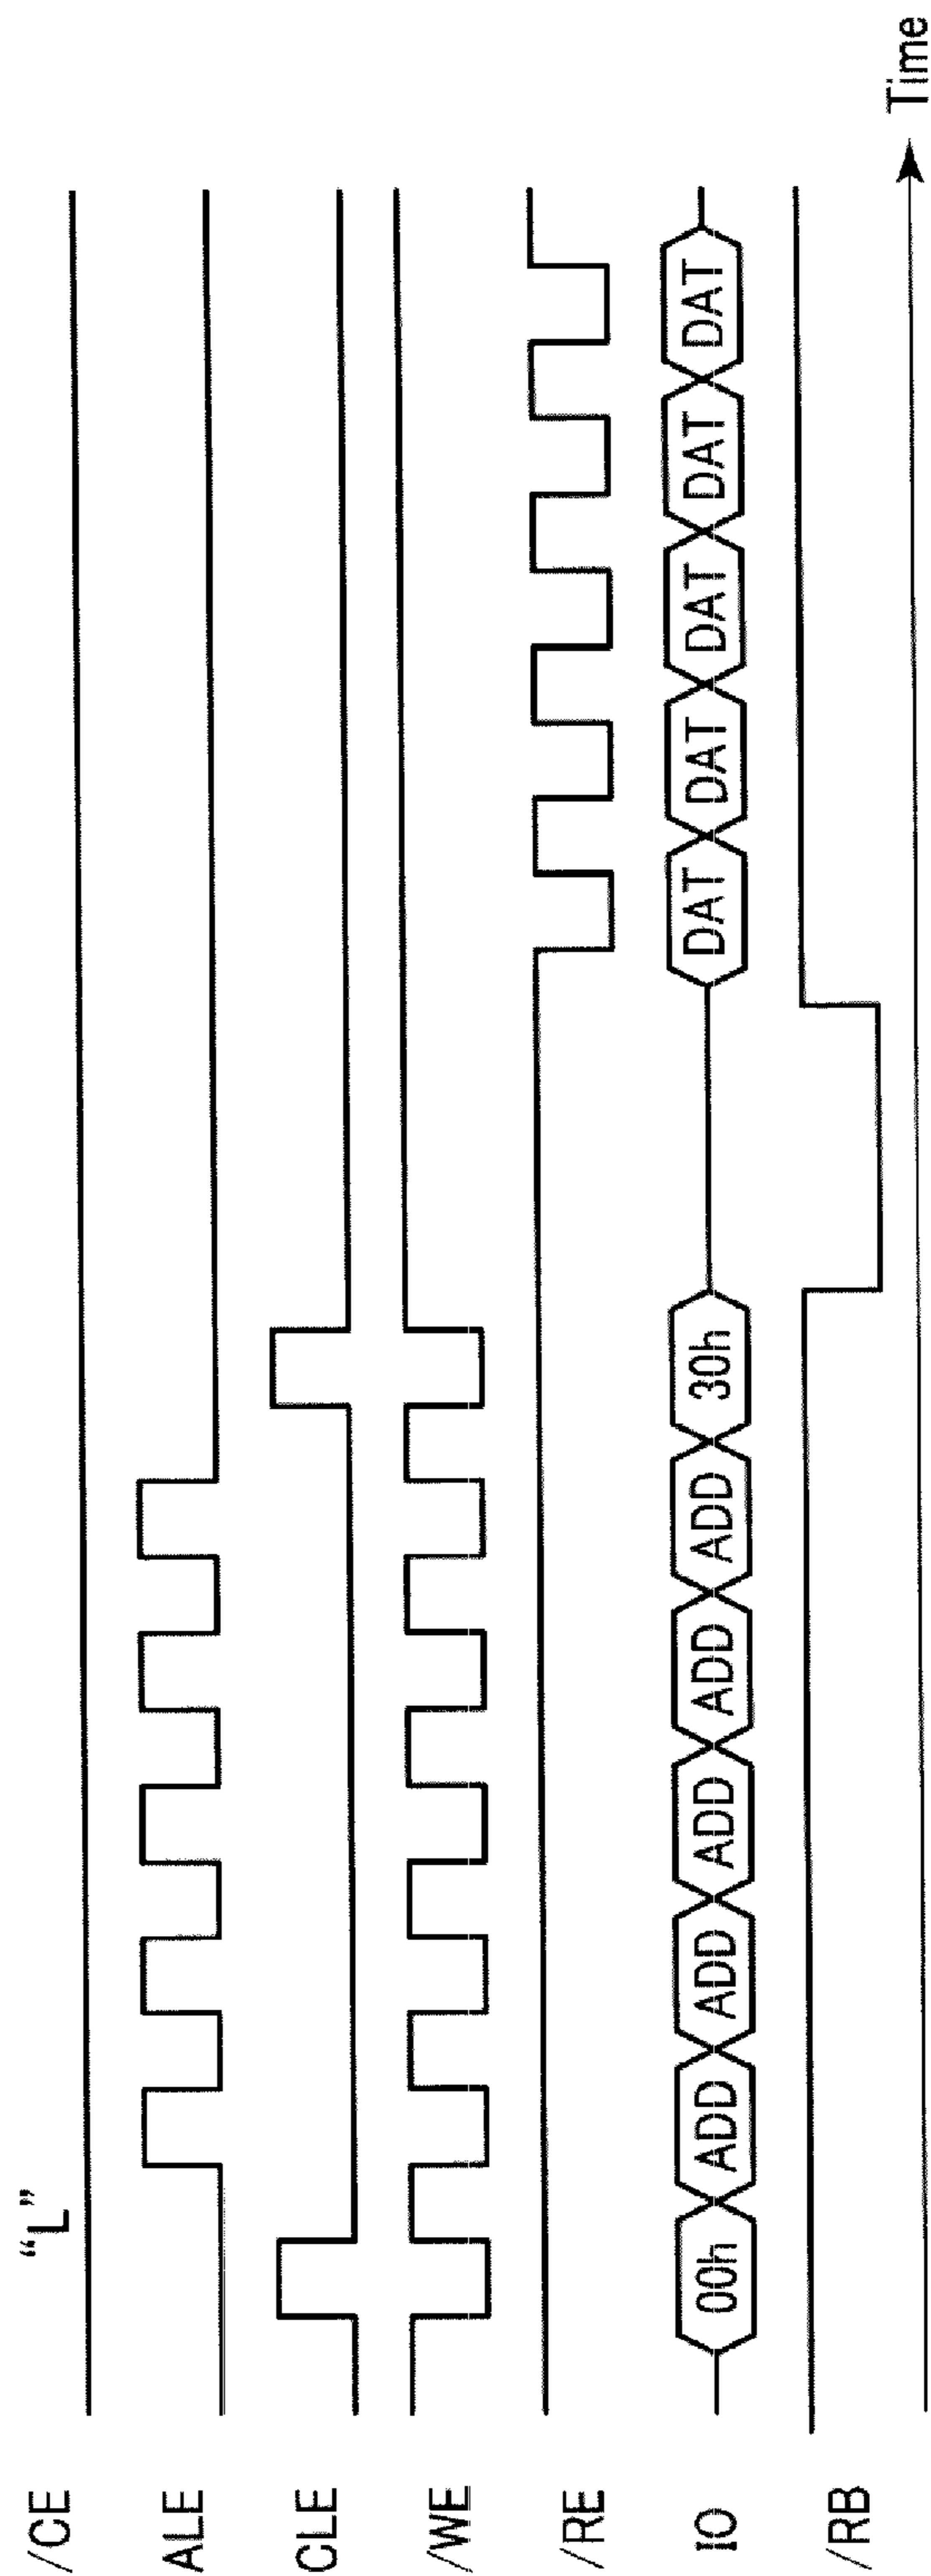 /CE "L"
ALE
CLE
/WE
/RE
IO 00h ADD ADD ADD ADD ADD 30h DAT DAT DAT DAT DAT
/RB
Time